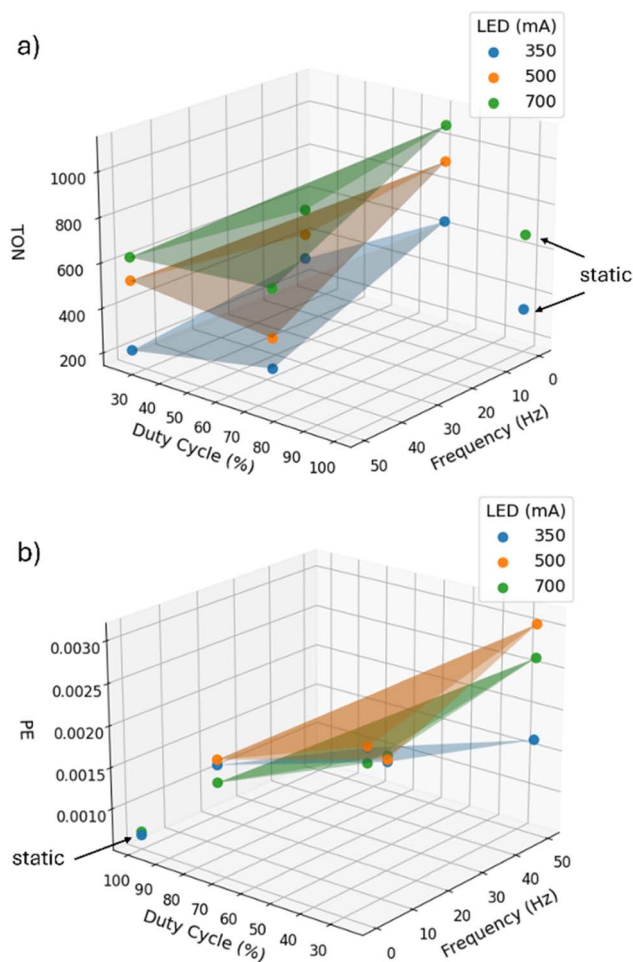 a)
LED (mA)
350
500
700
TON
1000
800
600
400
200
static
30 40 50 60 70 80 90 100
Duty Cycle (%)
50 40 30 20 10 0
Frequency (Hz)
b)
LED (mA)
350
500
700
PE
0.0030
0.0025
0.0020
0.0015
0.0010
static
100 90 80 70 60 50 40 30
Duty Cycle (%)
0 10 20 30 40 50
Frequency (Hz)